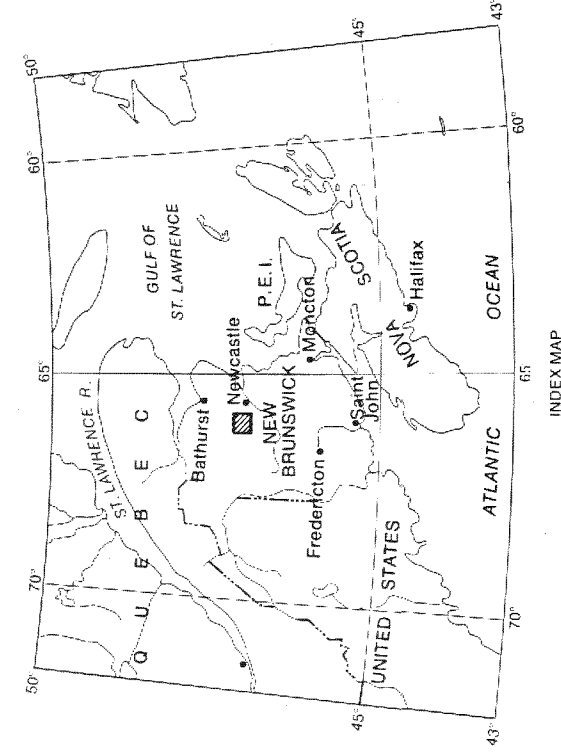 50°
70°
65°
60°
50°
QUEBEC
ST. LAWRENCE R.
GULF OF
ST. LAWRENCE
Bathurst
Newcastle
P.E.I.
NEW
BRUNSWICK
Moncton
Fredericton
Saint
John
NOVA
SCOTIA
Halifax
UNITED
STATES
45°
45°
ATLANTIC
OCEAN
43°
70°
65
60°
43°
INDEX MAP